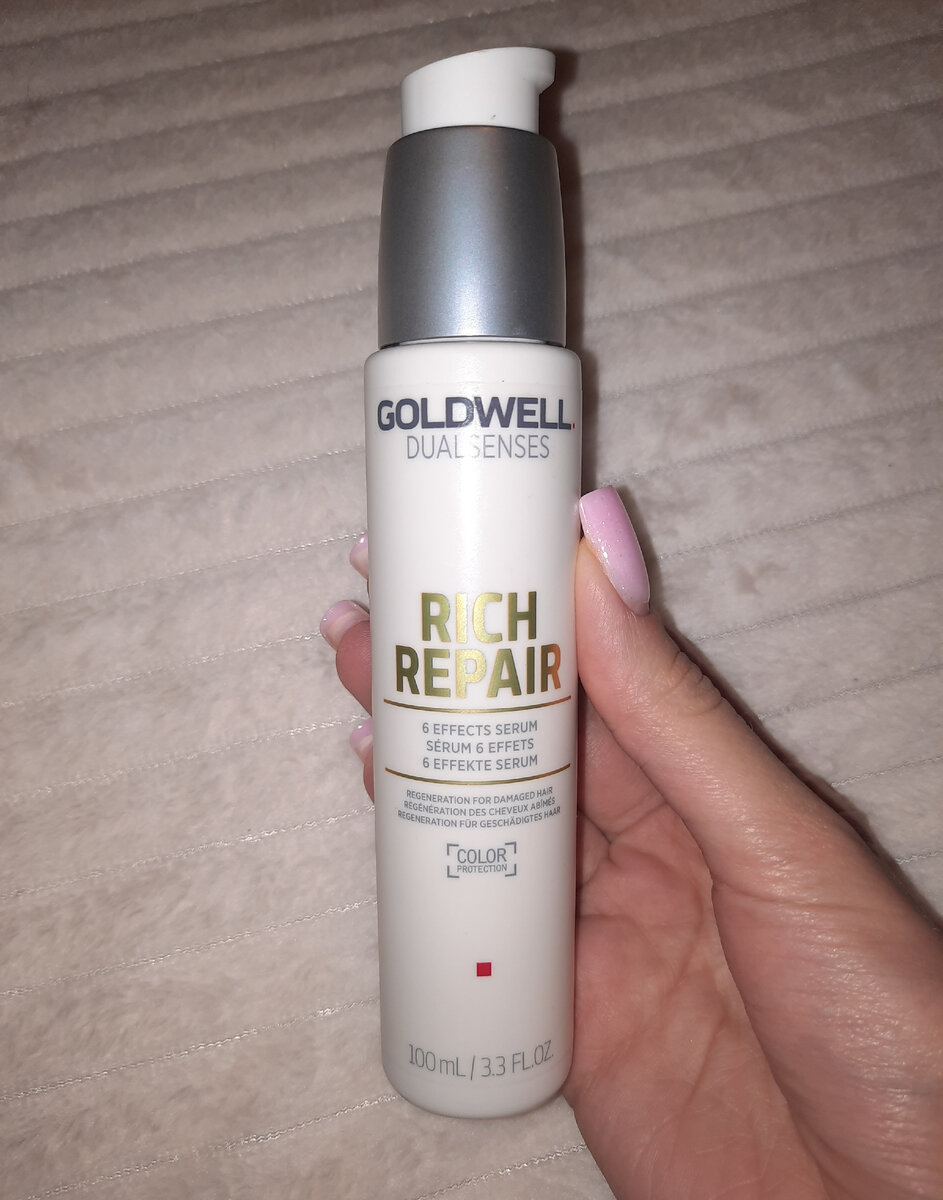 GOLDWELL.
DUALSENSES
RICH
REPAIR
6 EFFECTS SERUM
SÉRUM 6 EFFETS
6 EFFEKTE SERUM
REGENERATION FOR DAMAGED HAIR
RÉGÉNÉRATION DES CHEVEUX ABÎMÉS
REGENERATION FÜR GESCHÄDIGTES HAAR
COLOR
PROTECTION
100 mL / 3.3 FL.OZ.